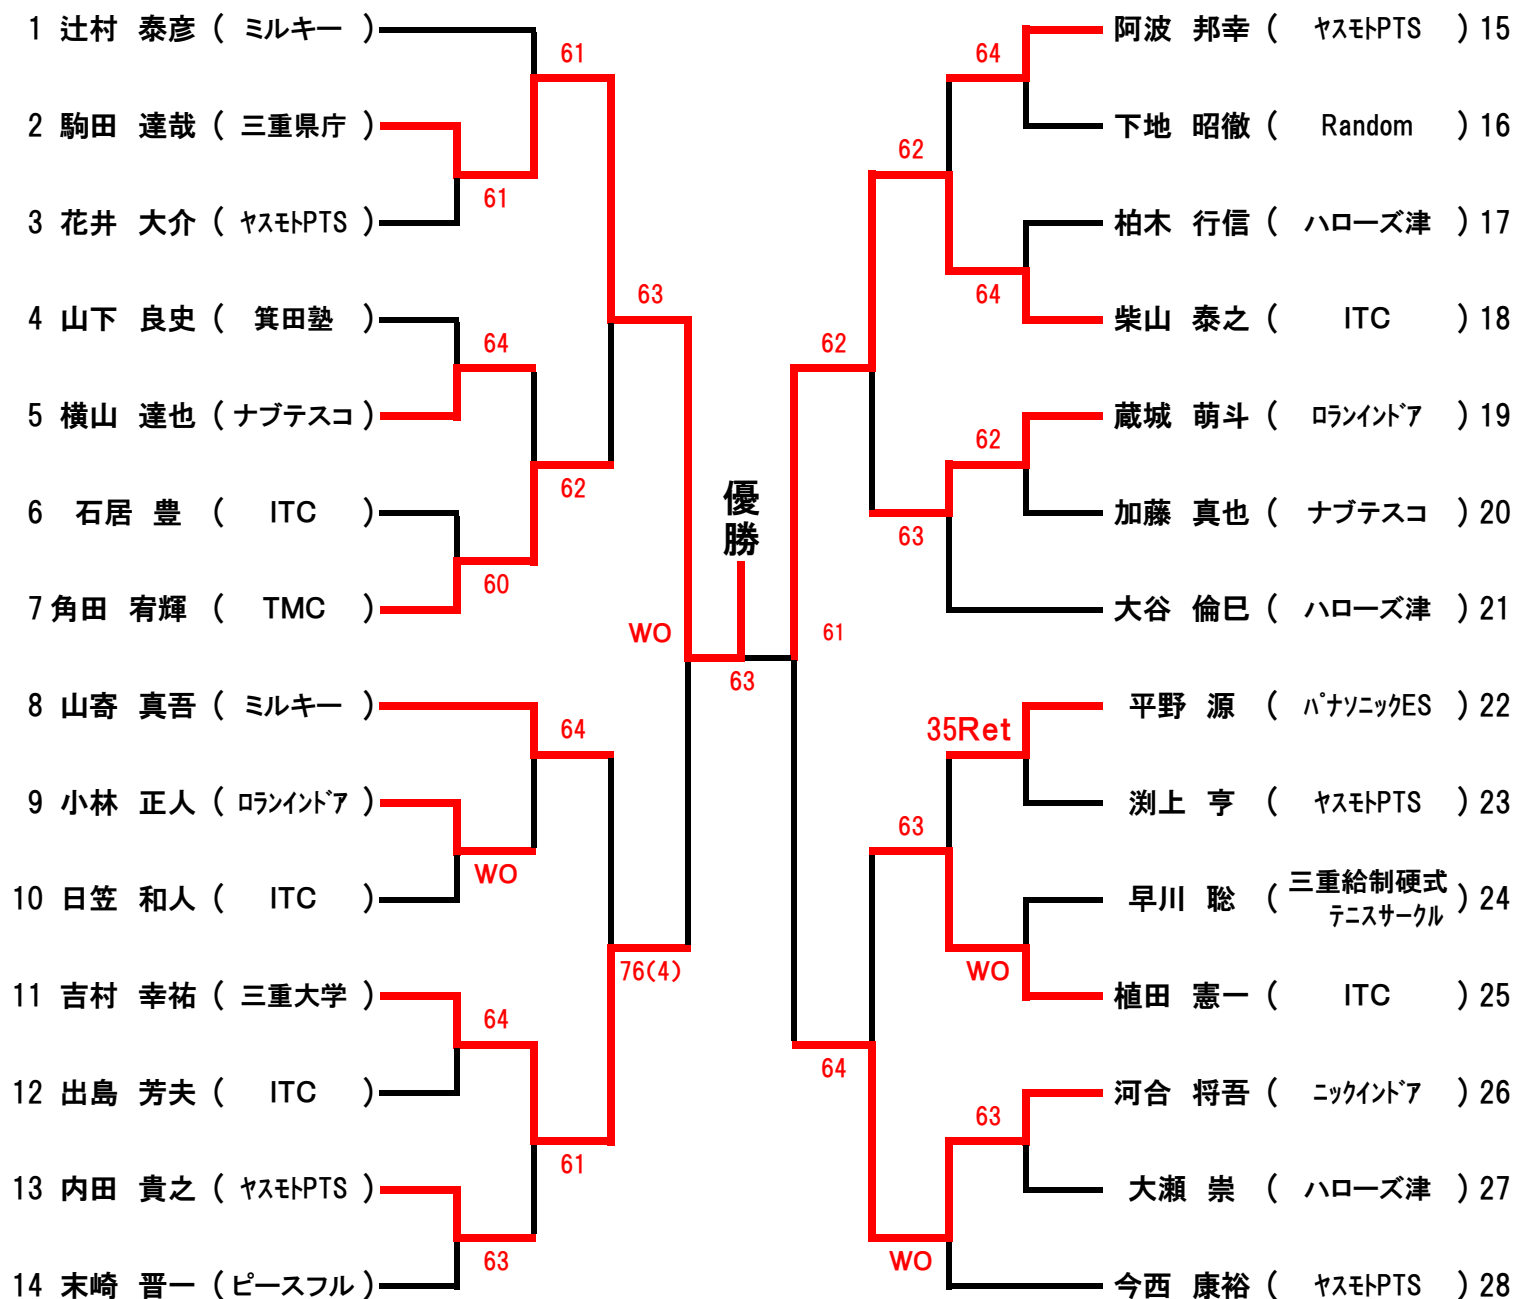 1 辻村 泰彦 ( ミルキー )
2 駒田 達哉 ( 三重県庁 )
3 花井 大介 ( ﾔｽﾓﾄPTS )
4 山下 良史 ( 箕田塾 )
5 横山 達也 ( ナブテスコ )
6 石居 豊 ( ITC )
7 角田 宥輝 ( TMC )
8 山寄 真吾 ( ミルキー )
9 小林 正人 ( ﾛﾗﾝｲﾝﾄﾞｱ )
10 日笠 和人 ( ITC )
11 吉村 幸祐 ( 三重大学 )
12 出島 芳夫 ( ITC )
13 内田 貴之 ( ﾔｽﾓﾄPTS )
14 末崎 晋一 ( ピースフル )
61
61
64
60
62
63
WO
64
WO
64
63
61
76(4)
優勝
63
阿波 邦幸 ( ﾔｽﾓﾄPTS ) 15
下地 昭徹 ( Random ) 16
柏木 行信 ( ハローズ津 ) 17
柴山 泰之 ( ITC ) 18
蔵城 萌斗 ( ﾛﾗﾝｲﾝﾄﾞｱ ) 19
加藤 真也 ( ナブテスコ ) 20
大谷 倫巳 ( ハローズ津 ) 21
平野 源 ( ﾊﾟﾅｿﾆｯｸES ) 22
渕上 亨 ( ﾔｽﾓﾄPTS ) 23
早川 聡 ( 三重給制硬式
ﾃﾆｽｻｰｸﾙ ) 24
植田 憲一 ( ITC ) 25
河合 将吾 ( ﾆｯｸｲﾝﾄﾞｱ ) 26
大瀬 崇 ( ハローズ津 ) 27
今西 康裕 ( ﾔｽﾓﾄPTS ) 28
64
62
64
62
62
63
61
35Ret
63
WO
64
63
WO